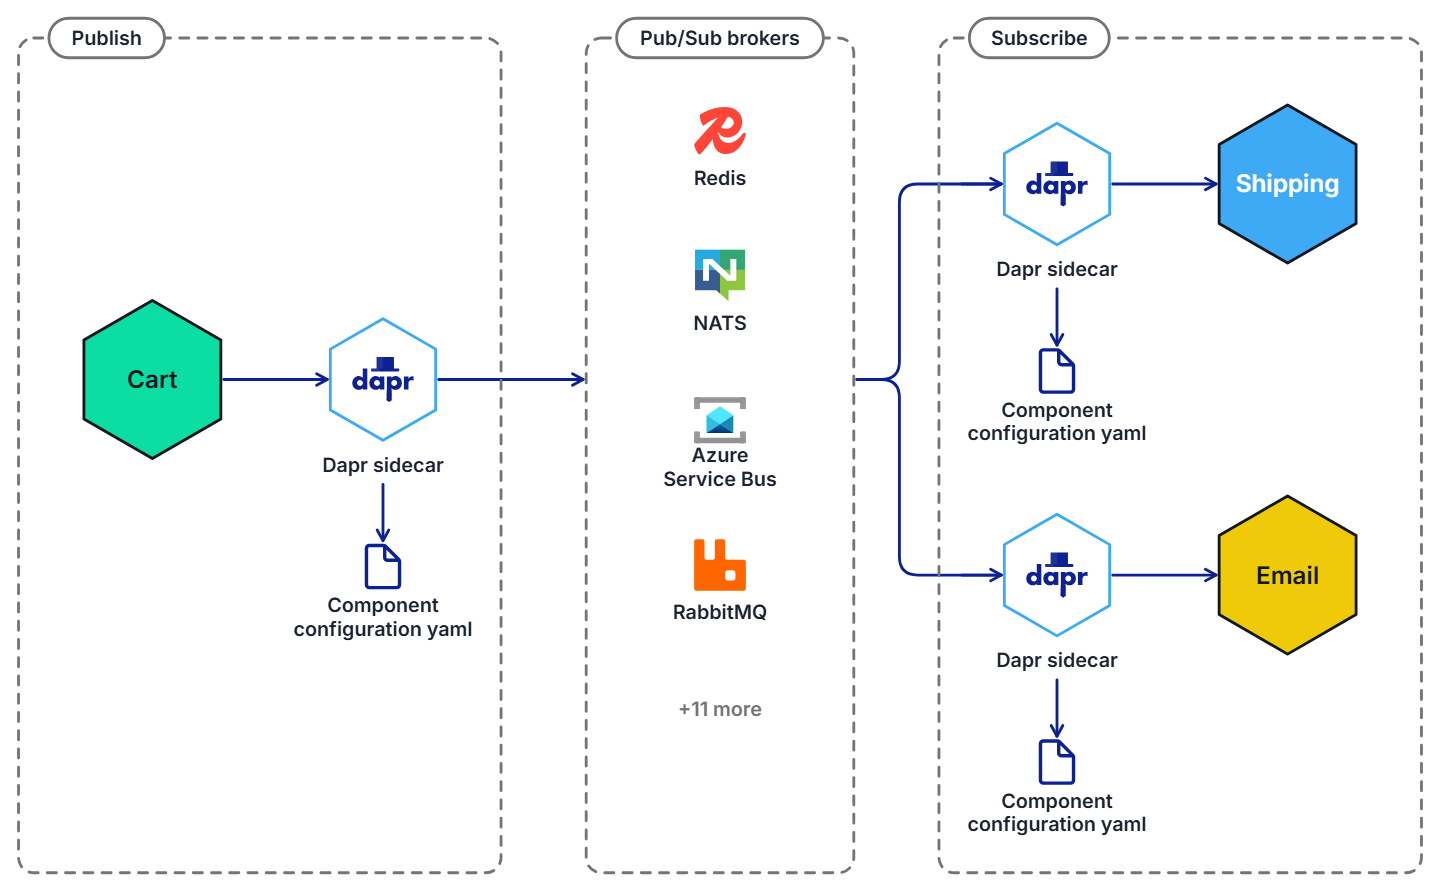 Publish
Cart
dapr
Dapr sidecar
Component
configuration yaml
Pub/Sub brokers
Redis
NATS
Azure
Service Bus
RabbitMQ
+11 more
Subscribe
dapr
Shipping
Dapr sidecar
Component
configuration yaml
dapr
Email
Dapr sidecar
Component
configuration yaml